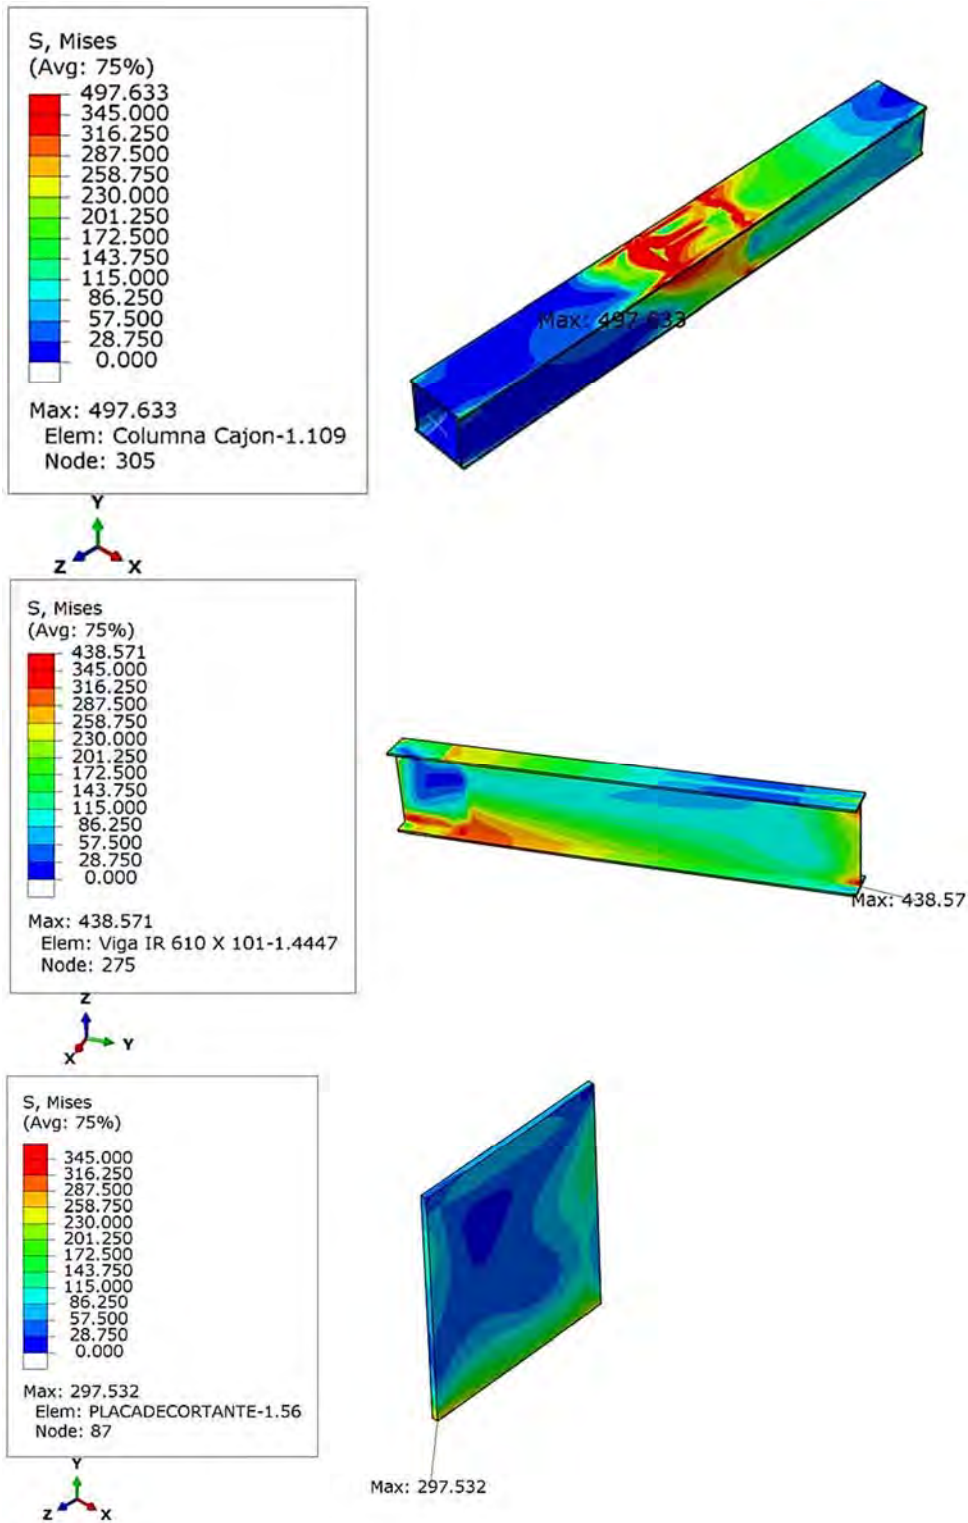 S, Mises
(Avg: 75%)
497.633
345.000
316.250
287.500
258.750
230.000
201.250
172.500
143.750
115.000
86.250
57.500
28.750
0.000
Max: 497.633
Elem: Columna Cajon-1.109
Node: 305
Max: 497.633
Y
Z X
S, Mises
(Avg: 75%)
438.571
345.000
316.250
287.500
258.750
230.000
201.250
172.500
143.750
115.000
86.250
57.500
28.750
0.000
Max: 438.571
Elem: Viga IR 610 X 101-1.4447
Node: 275
Max: 438.57
Z
Y
X
S, Mises
(Avg: 75%)
345.000
316.250
287.500
258.750
230.000
201.250
172.500
143.750
115.000
86.250
57.500
28.750
0.000
Max: 297.532
Elem: PLACADECORTANTE-1.56
Node: 87
Max: 297.532
Y
Z X